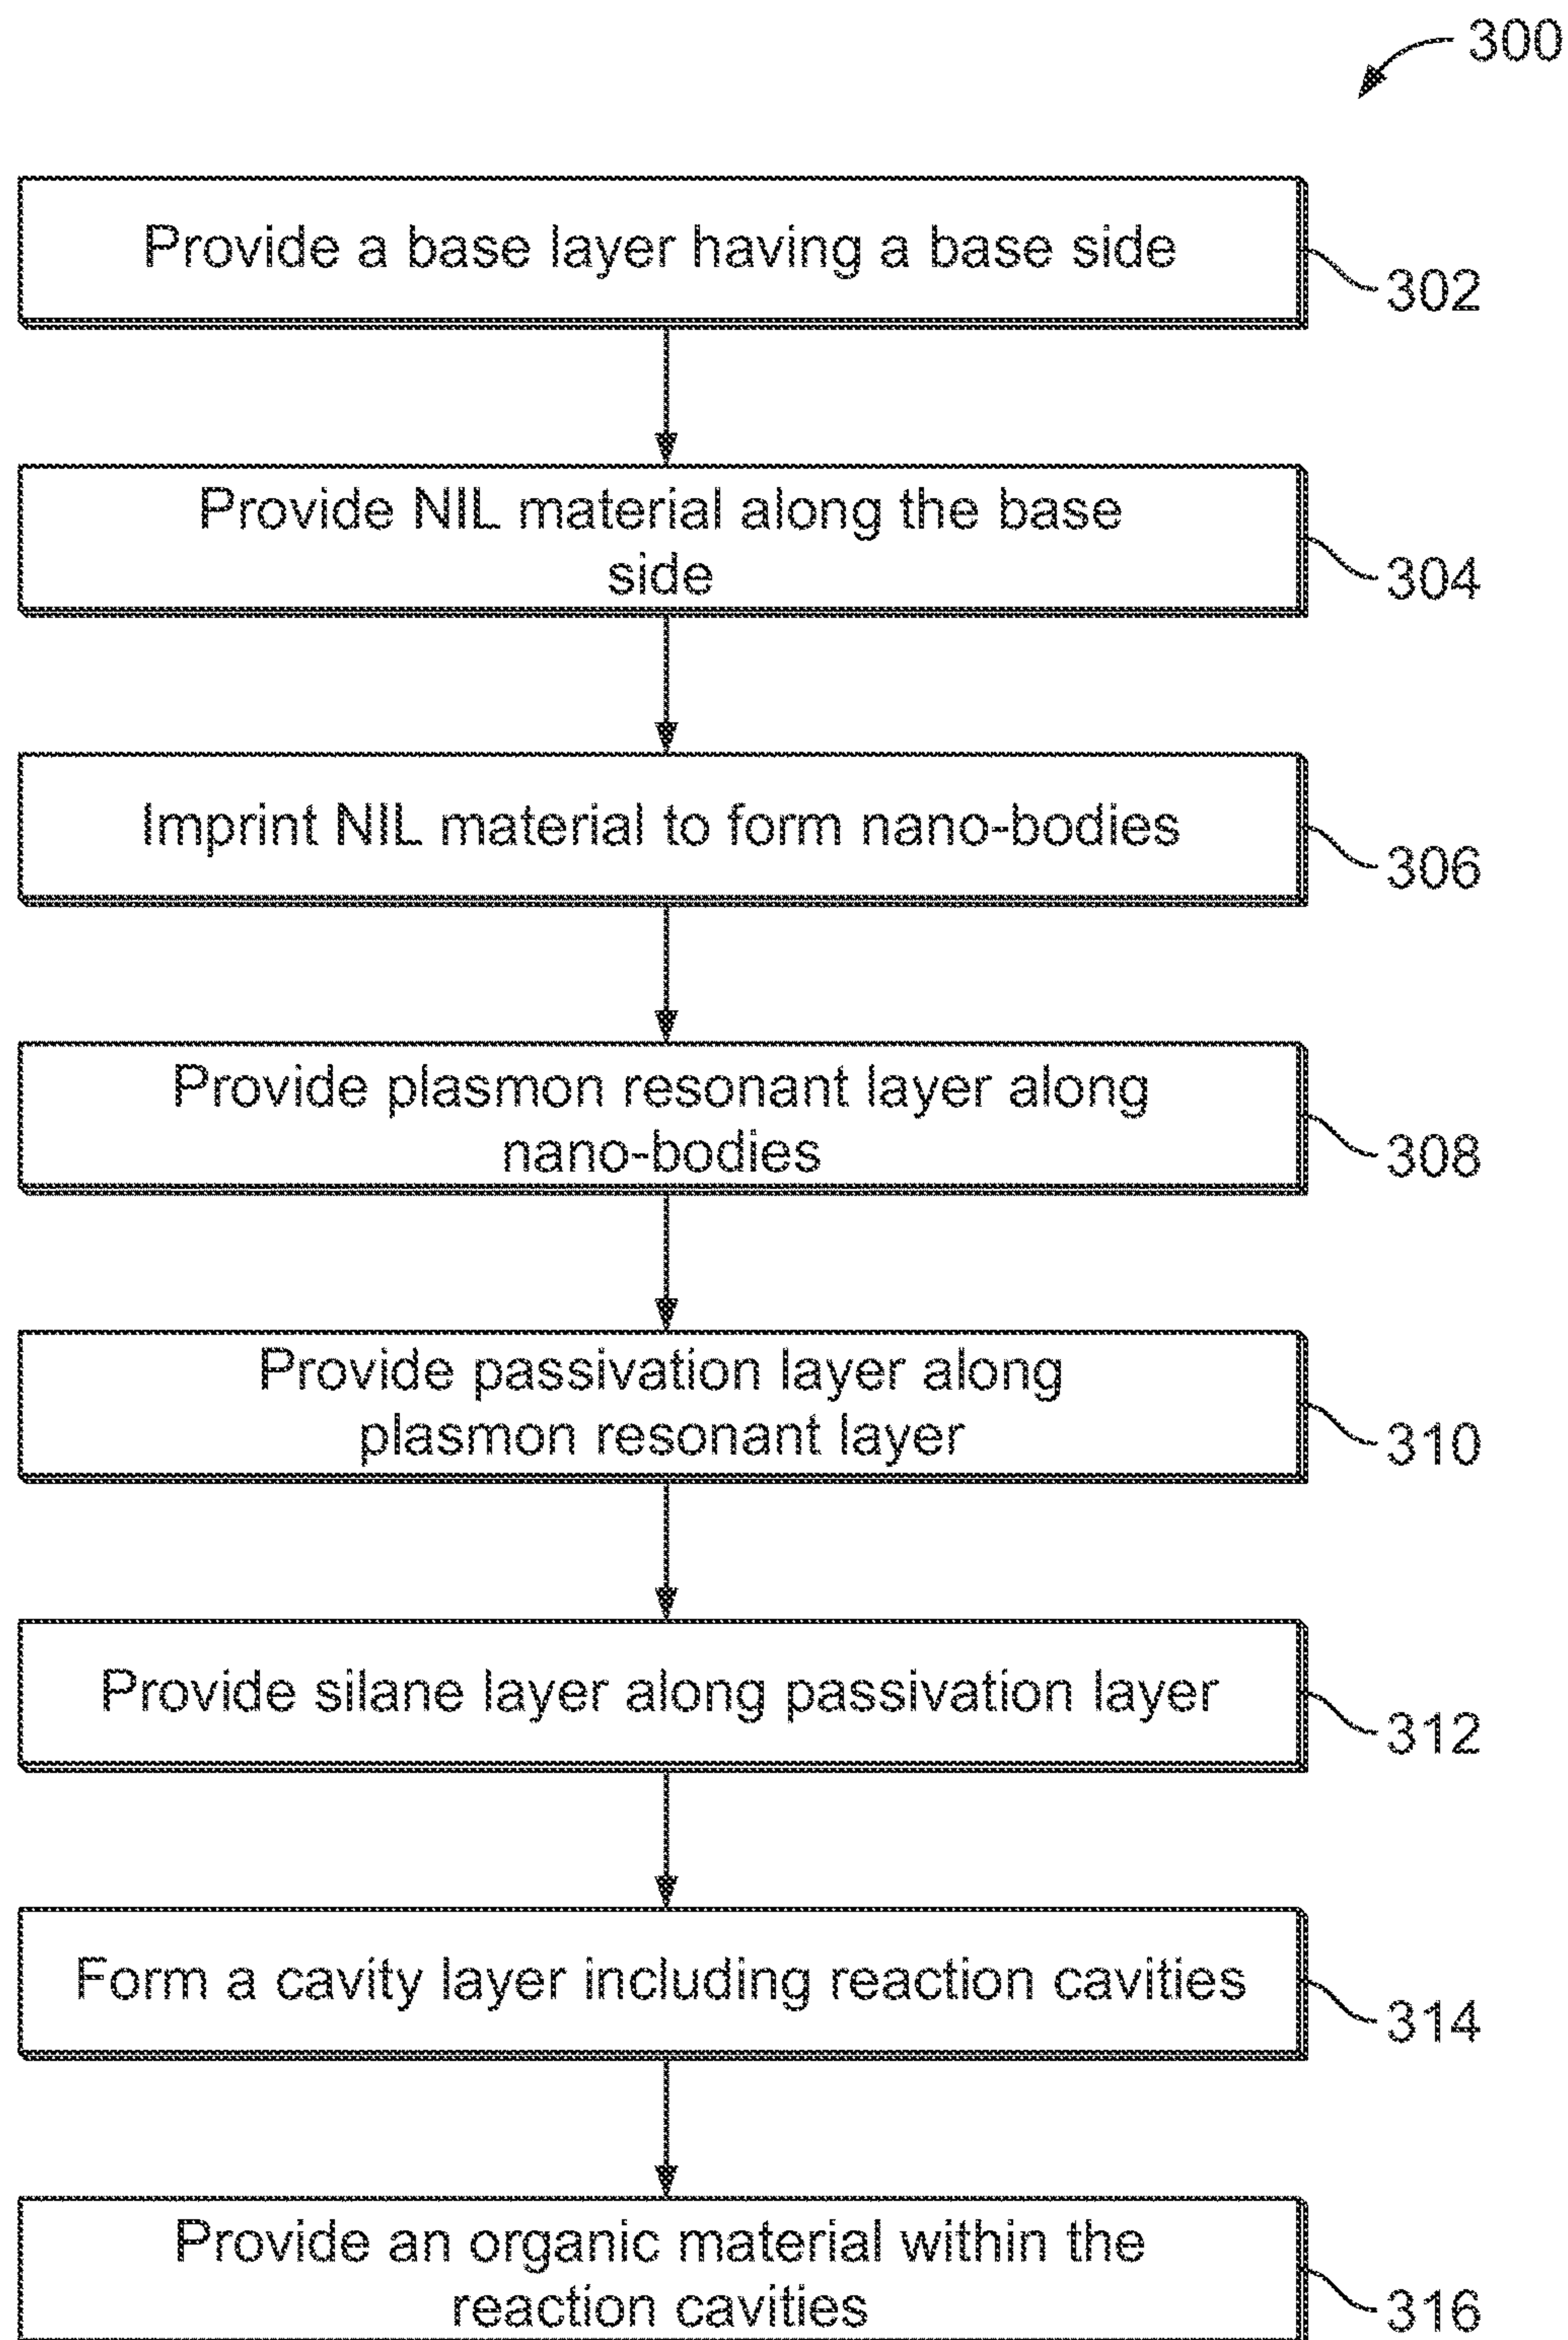 300
Provide a base layer having a base side
302
Provide NIL material along the base
side
304
Imprint NIL material to form nano-bodies
306
Provide plasmon resonant layer along
nano-bodies
308
Provide passivation layer along
plasmon resonant layer
310
Provide silane layer along passivation layer
312
Form a cavity layer including reaction cavities
314
Provide an organic material within the
reaction cavities
316